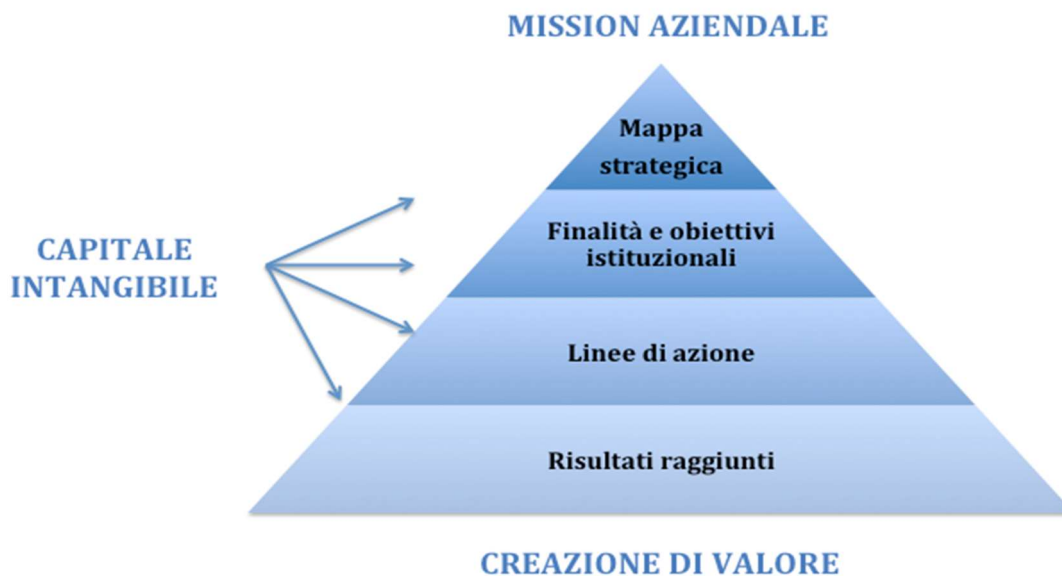 MISSION AZIENDALE
Mappa
strategica
Finalità e obiettivi
istituzionali
CAPITALE
INTANGIBILE
Linee di azione
Risultati raggiunti
CREAZIONE DI VALORE